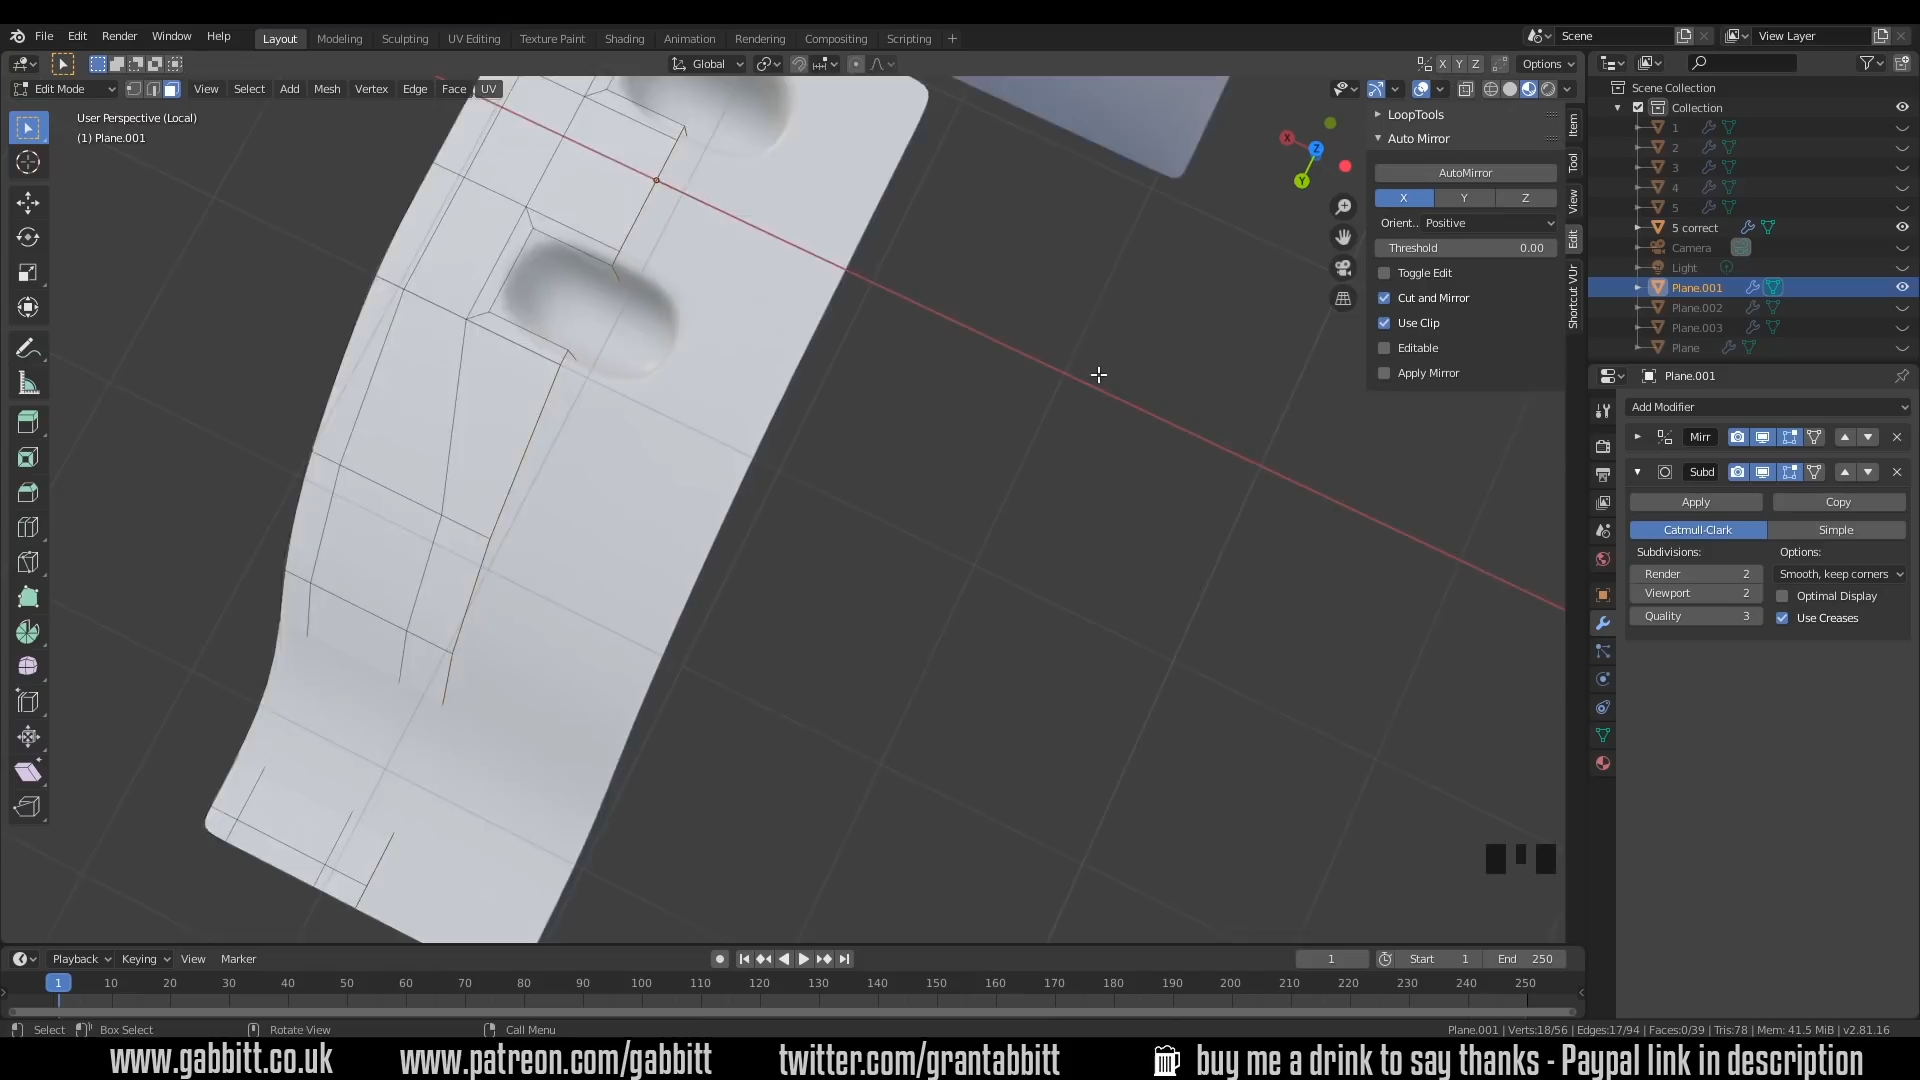 File Edit Render Window Help Layout Modeling Sculpting UV Editing Texture Paint Shading Animation Rendering Compositing Scripting + Scene View Layer
Global X Y Z Options
Edit Mode View Select Add Mesh Vertex Edge Face UV
User Perspective (Local)
(1) Plane.001
LoopTools
Auto Mirror
AutoMirror
X Y Z
Orient.. Positive
Threshold 0.00
Toggle Edit
Cut and Mirror
Use Clip
Editable
Apply Mirror
Item
Tool
View
Edit
Shortcut VUr
X
Z
Y
Scene Collection
Collection
1
2
3
4
5
5 correct
Camera
Light
Plane.001
Plane.002
Plane.003
Plane
Plane.001
Add Modifier
Mirr
Subd
Apply Copy
Catmull-Clark Simple
Subdivisions: Options:
Render 2 Smooth, keep corners
Viewport 2 Optimal Display
Quality 3 Use Creases
Playback Keying View Marker 1 Start 1 End 250
1 10 20 30 40 50 60 70 80 90 100 110 120 130 140 150 160 170 180 190 200 210 220 230 240 250
Select Box Select Rotate View Call Menu Plane.001 | Verts:18/56 | Edges:17/94 | Faces:0/39 | Tris:78 | Mem: 41.5 MiB | v2.81.16
www.gabbitt.co.uk www.patreon.com/gabbitt twitter.com/grantabbitt buy me a drink to say thanks - Paypal link in description